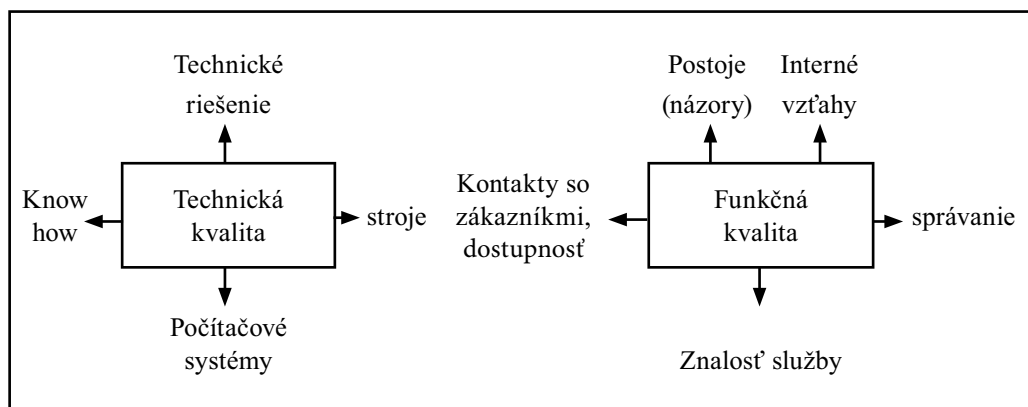 Technické
riešenie
Know
how
Technická
kvalita
stroje
Počítačové
systémy
Postoje
(názory)
Interné
vzťahy
Kontakty so
zákazníkmi,
dostupnosť
Funkčná
kvalita
správanie
Znalosť služby